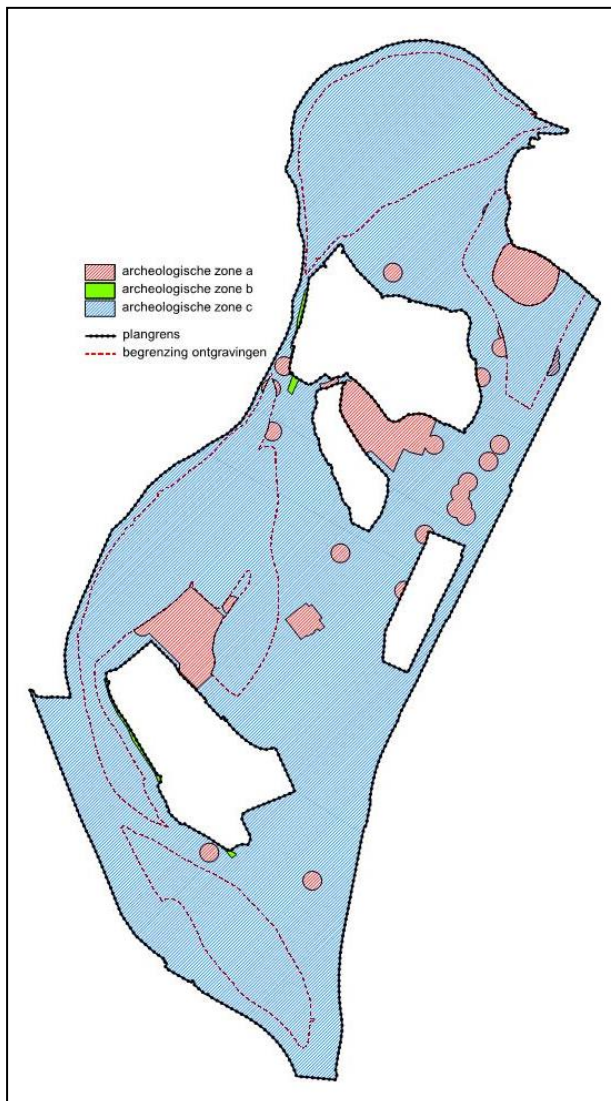 archeologische zone a
archeologische zone b
archeologische zone c
plangrens
begrenzing ontgravingen